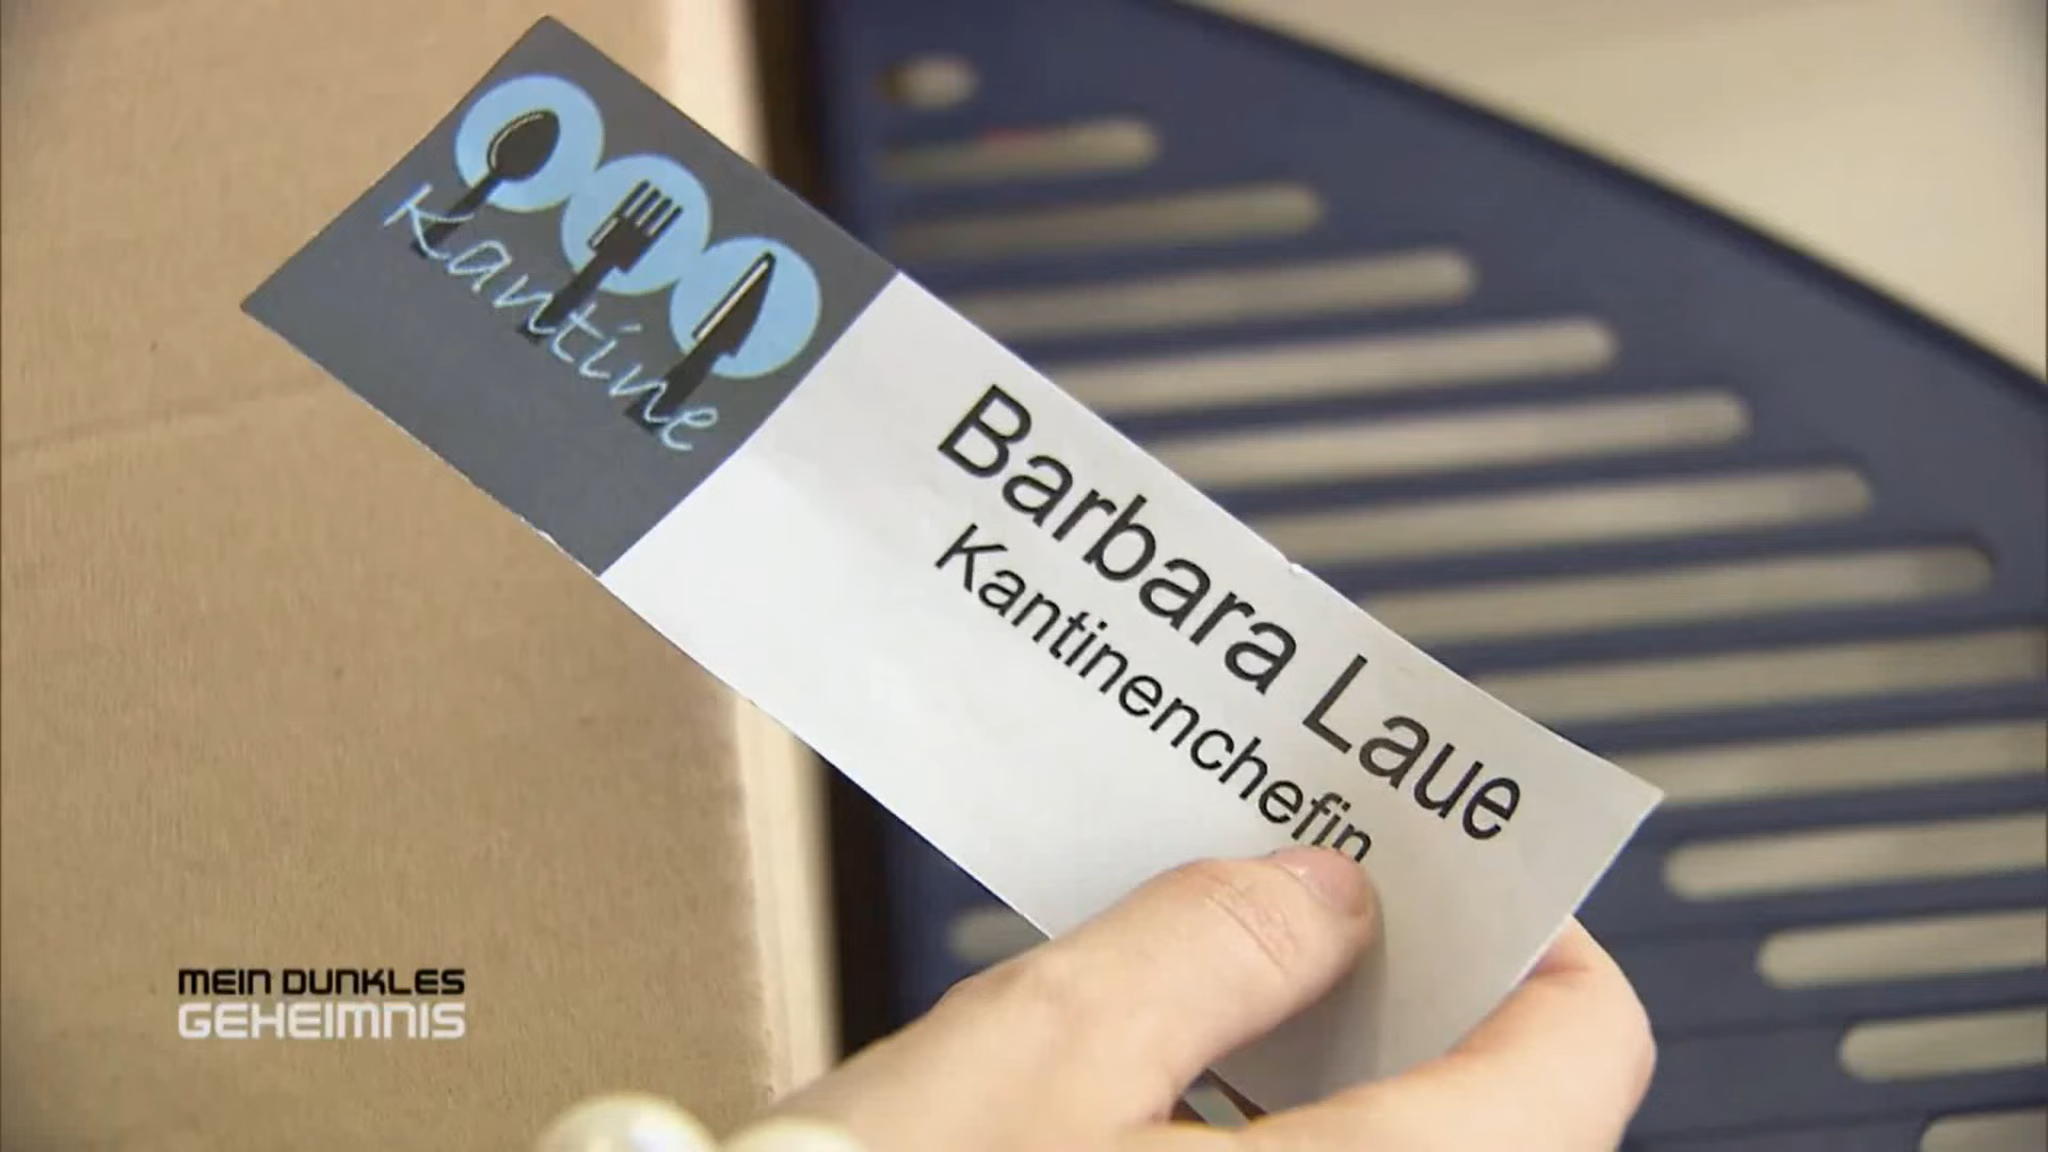 Kantine
Barbara Laue
Kantinenchefin
MEIN DUNKLES
GEHEIMNIS